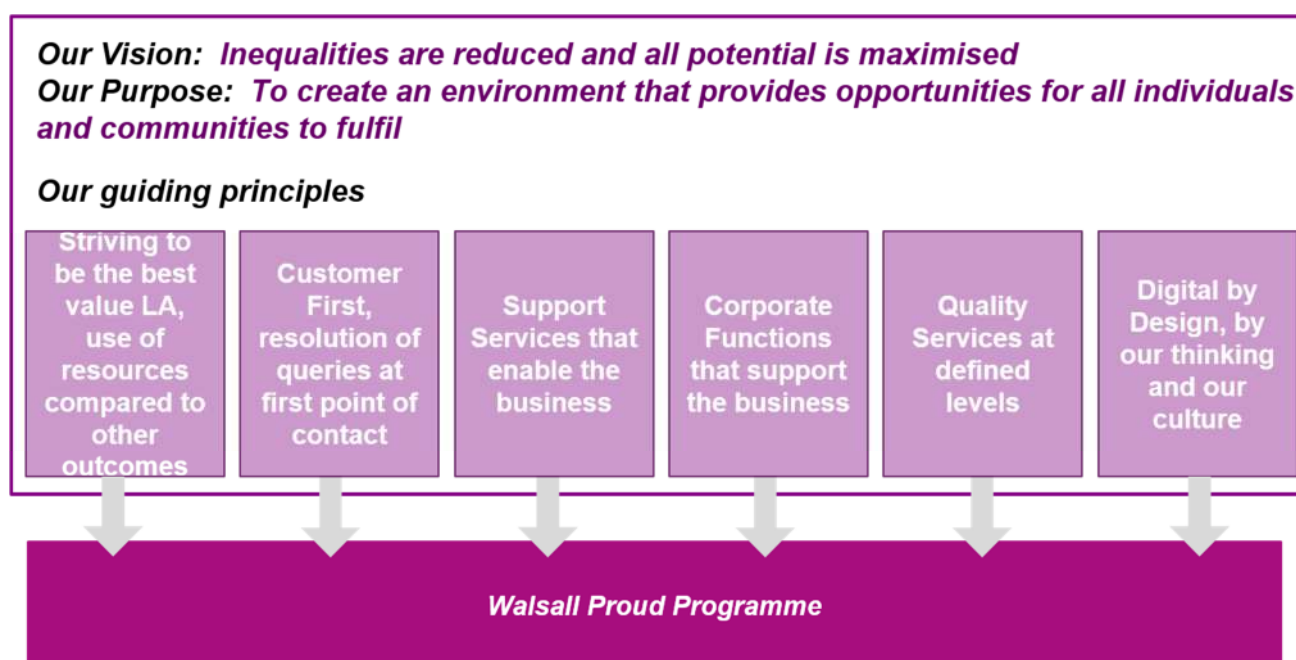 Our Vision: Inequalities are reduced and all potential is maximised
Our Purpose: To create an environment that provides opportunities for all individuals
and communities to fulfil
Our guiding principles
Striving to
be the best
value LA,
use of
resources
compared to
other
outcomes
Customer
First,
resolution of
queries at
first point of
contact
Support
Services that
enable the
business
Corporate
Functions
that support
the business
Quality
Services at
defined
levels
Digital by
Design, by
our thinking
and our
culture
Walsall Proud Programme